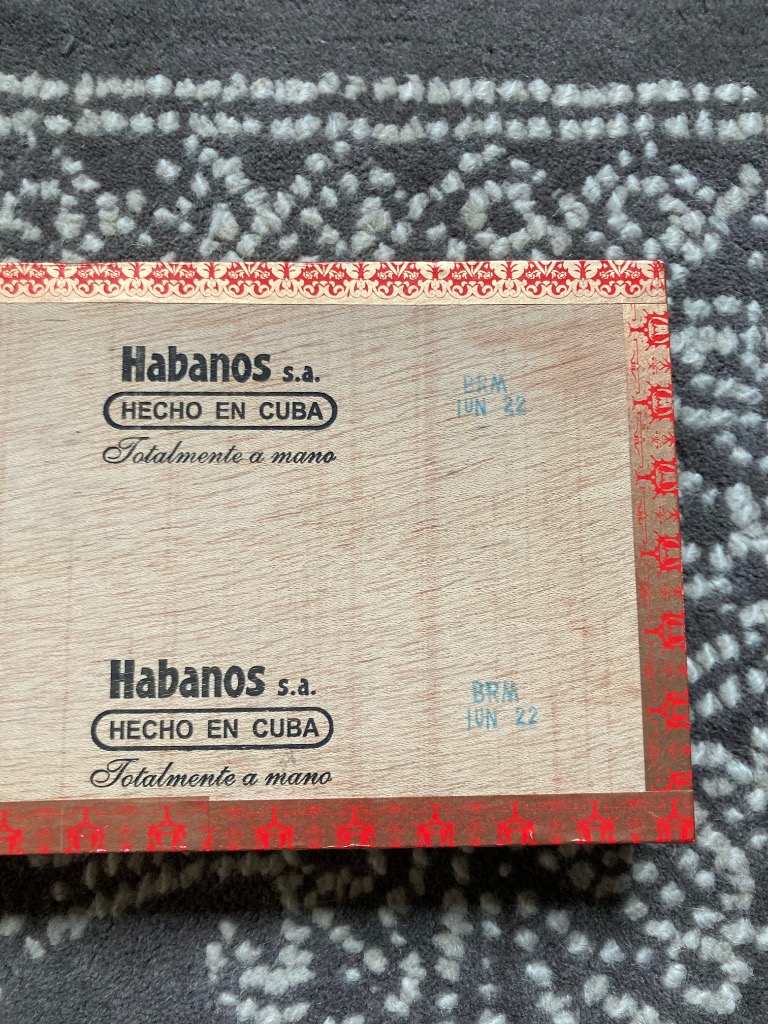 Habanos s.a.
HECHO EN CUBA
Totalmente a mano
BRM
JUN 22
Habanos s.a.
HECHO EN CUBA
Totalmente a mano
BRM
JUN 22